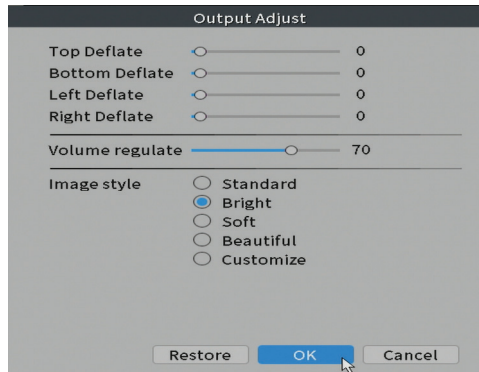 Output Adjust
Top Deflate 0
Bottom Deflate 0
Left Deflate 0
Right Deflate 0
Volume regulate 70
Image style Standard
Bright
Soft
Beautiful
Customize
Restore OK Cancel